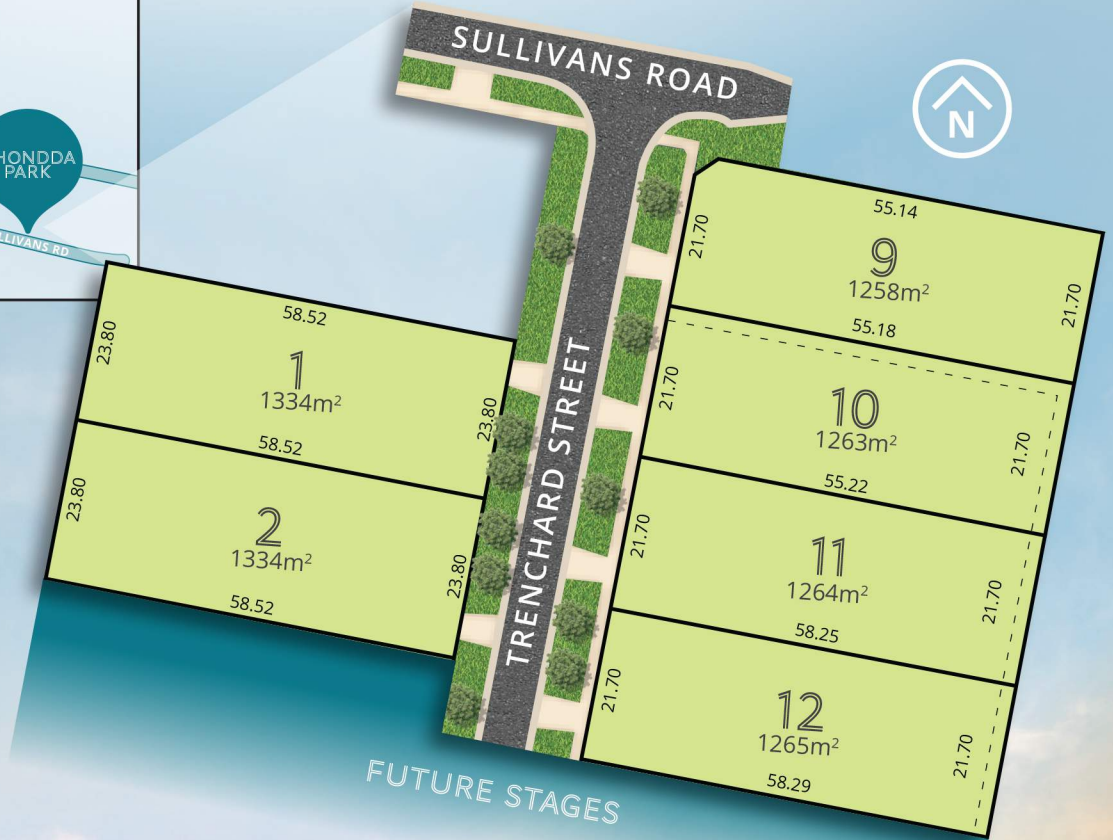 SULLIVANS ROAD
N
HONDDA
PARK
LLIVANS RD
55.14
21.70
9
1258m²
21.70
55.18
58.52
23.80
1
1334m²
23.80
58.52
TRENCHARD STREET
21.70
10
1263m²
21.70
55.22
23.80
2
1334m²
23.80
58.52
21.70
11
1264m²
21.70
58.25
21.70
12
1265m²
21.70
58.29
FUTURE STAGES